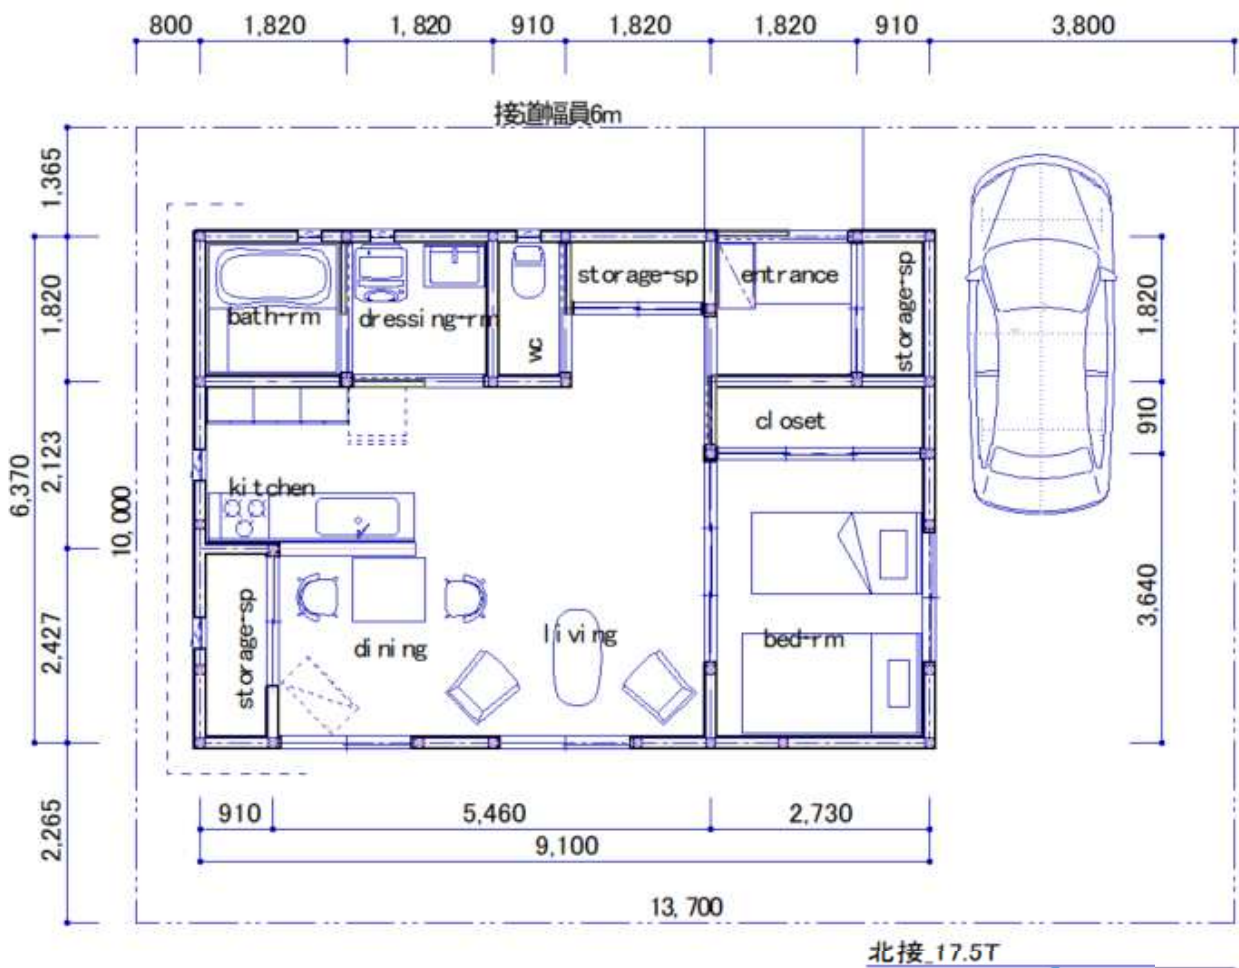 800 1,820 1,820 910 1,820 1,820 910 3,800
接道幅員6m
1,365
1,820
2,123
2,427
2,265
6,370
10,000
bath-rm
dressing-rm
wc
storage-sp
entrance
storage-sp
closet
kitchen
storage-sp
dining
living
bed-rm
1,820
910
3,640
910 5,460 2,730
9,100
13,700
北接_17.5T